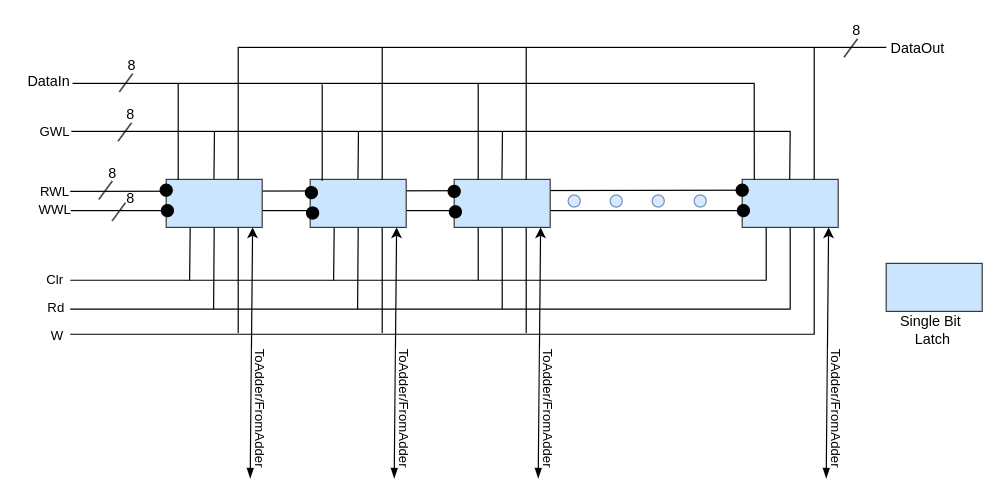 8
DataOut
8
DataIn
8
GWL
8
RWL
8
WWL
Clr
Rd
W
Single Bit
Latch
ToAdder/FromAdder
ToAdder/FromAdder
ToAdder/FromAdder
ToAdder/FromAdder